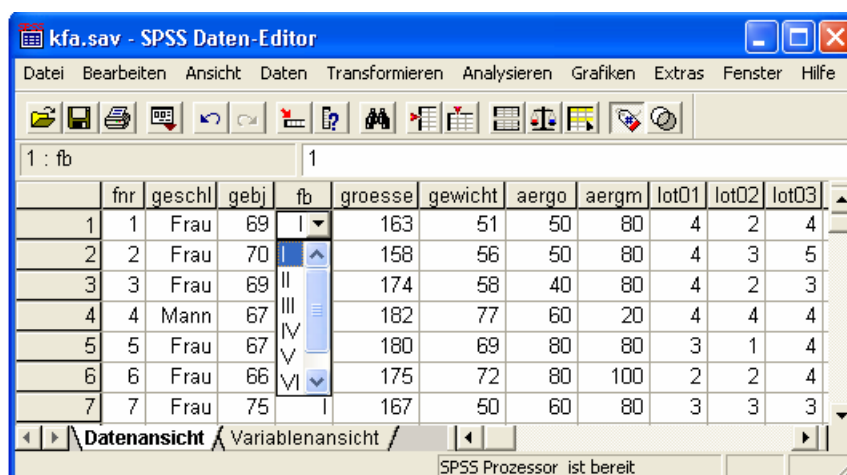 kfa.sav - SPSS Daten-Editor
Datei Bearbeiten Ansicht Daten Transformieren Analysieren Grafiken Extras Fenster Hilfe
1 : fb 1
fnr geschl gebj fb groesse gewicht aergo aergm lot01 lot02 lot03
1 1 Frau 69 I 163 51 50 80 4 2 4
2 2 Frau 70 I 158 56 50 80 4 3 5
3 3 Frau 69 II 174 58 40 80 4 2 3
III
4 4 Mann 67 IV 182 77 60 20 4 4 4
5 5 Frau 67 V 180 69 80 80 3 1 4
6 6 Frau 66 VI 175 72 80 100 2 2 4
7 7 Frau 75 I 167 50 60 80 3 3 3
Datenansicht Variablenansicht
SPSS Prozessor ist bereit